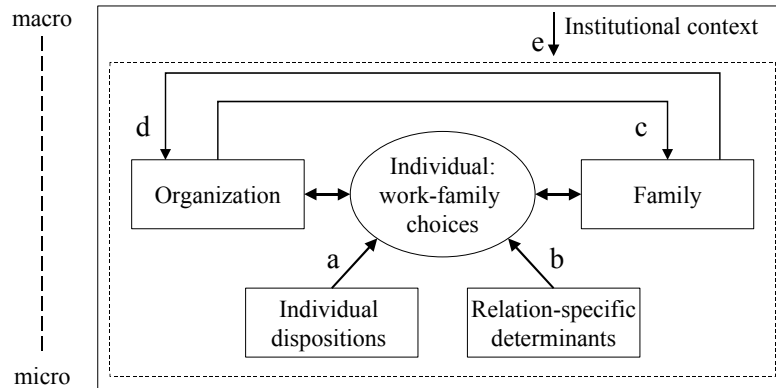 macro
Institutional context
e
d
c
Organization
Individual:
work-family
choices
Family
a
b
Individual
dispositions
Relation-specific
determinants
micro